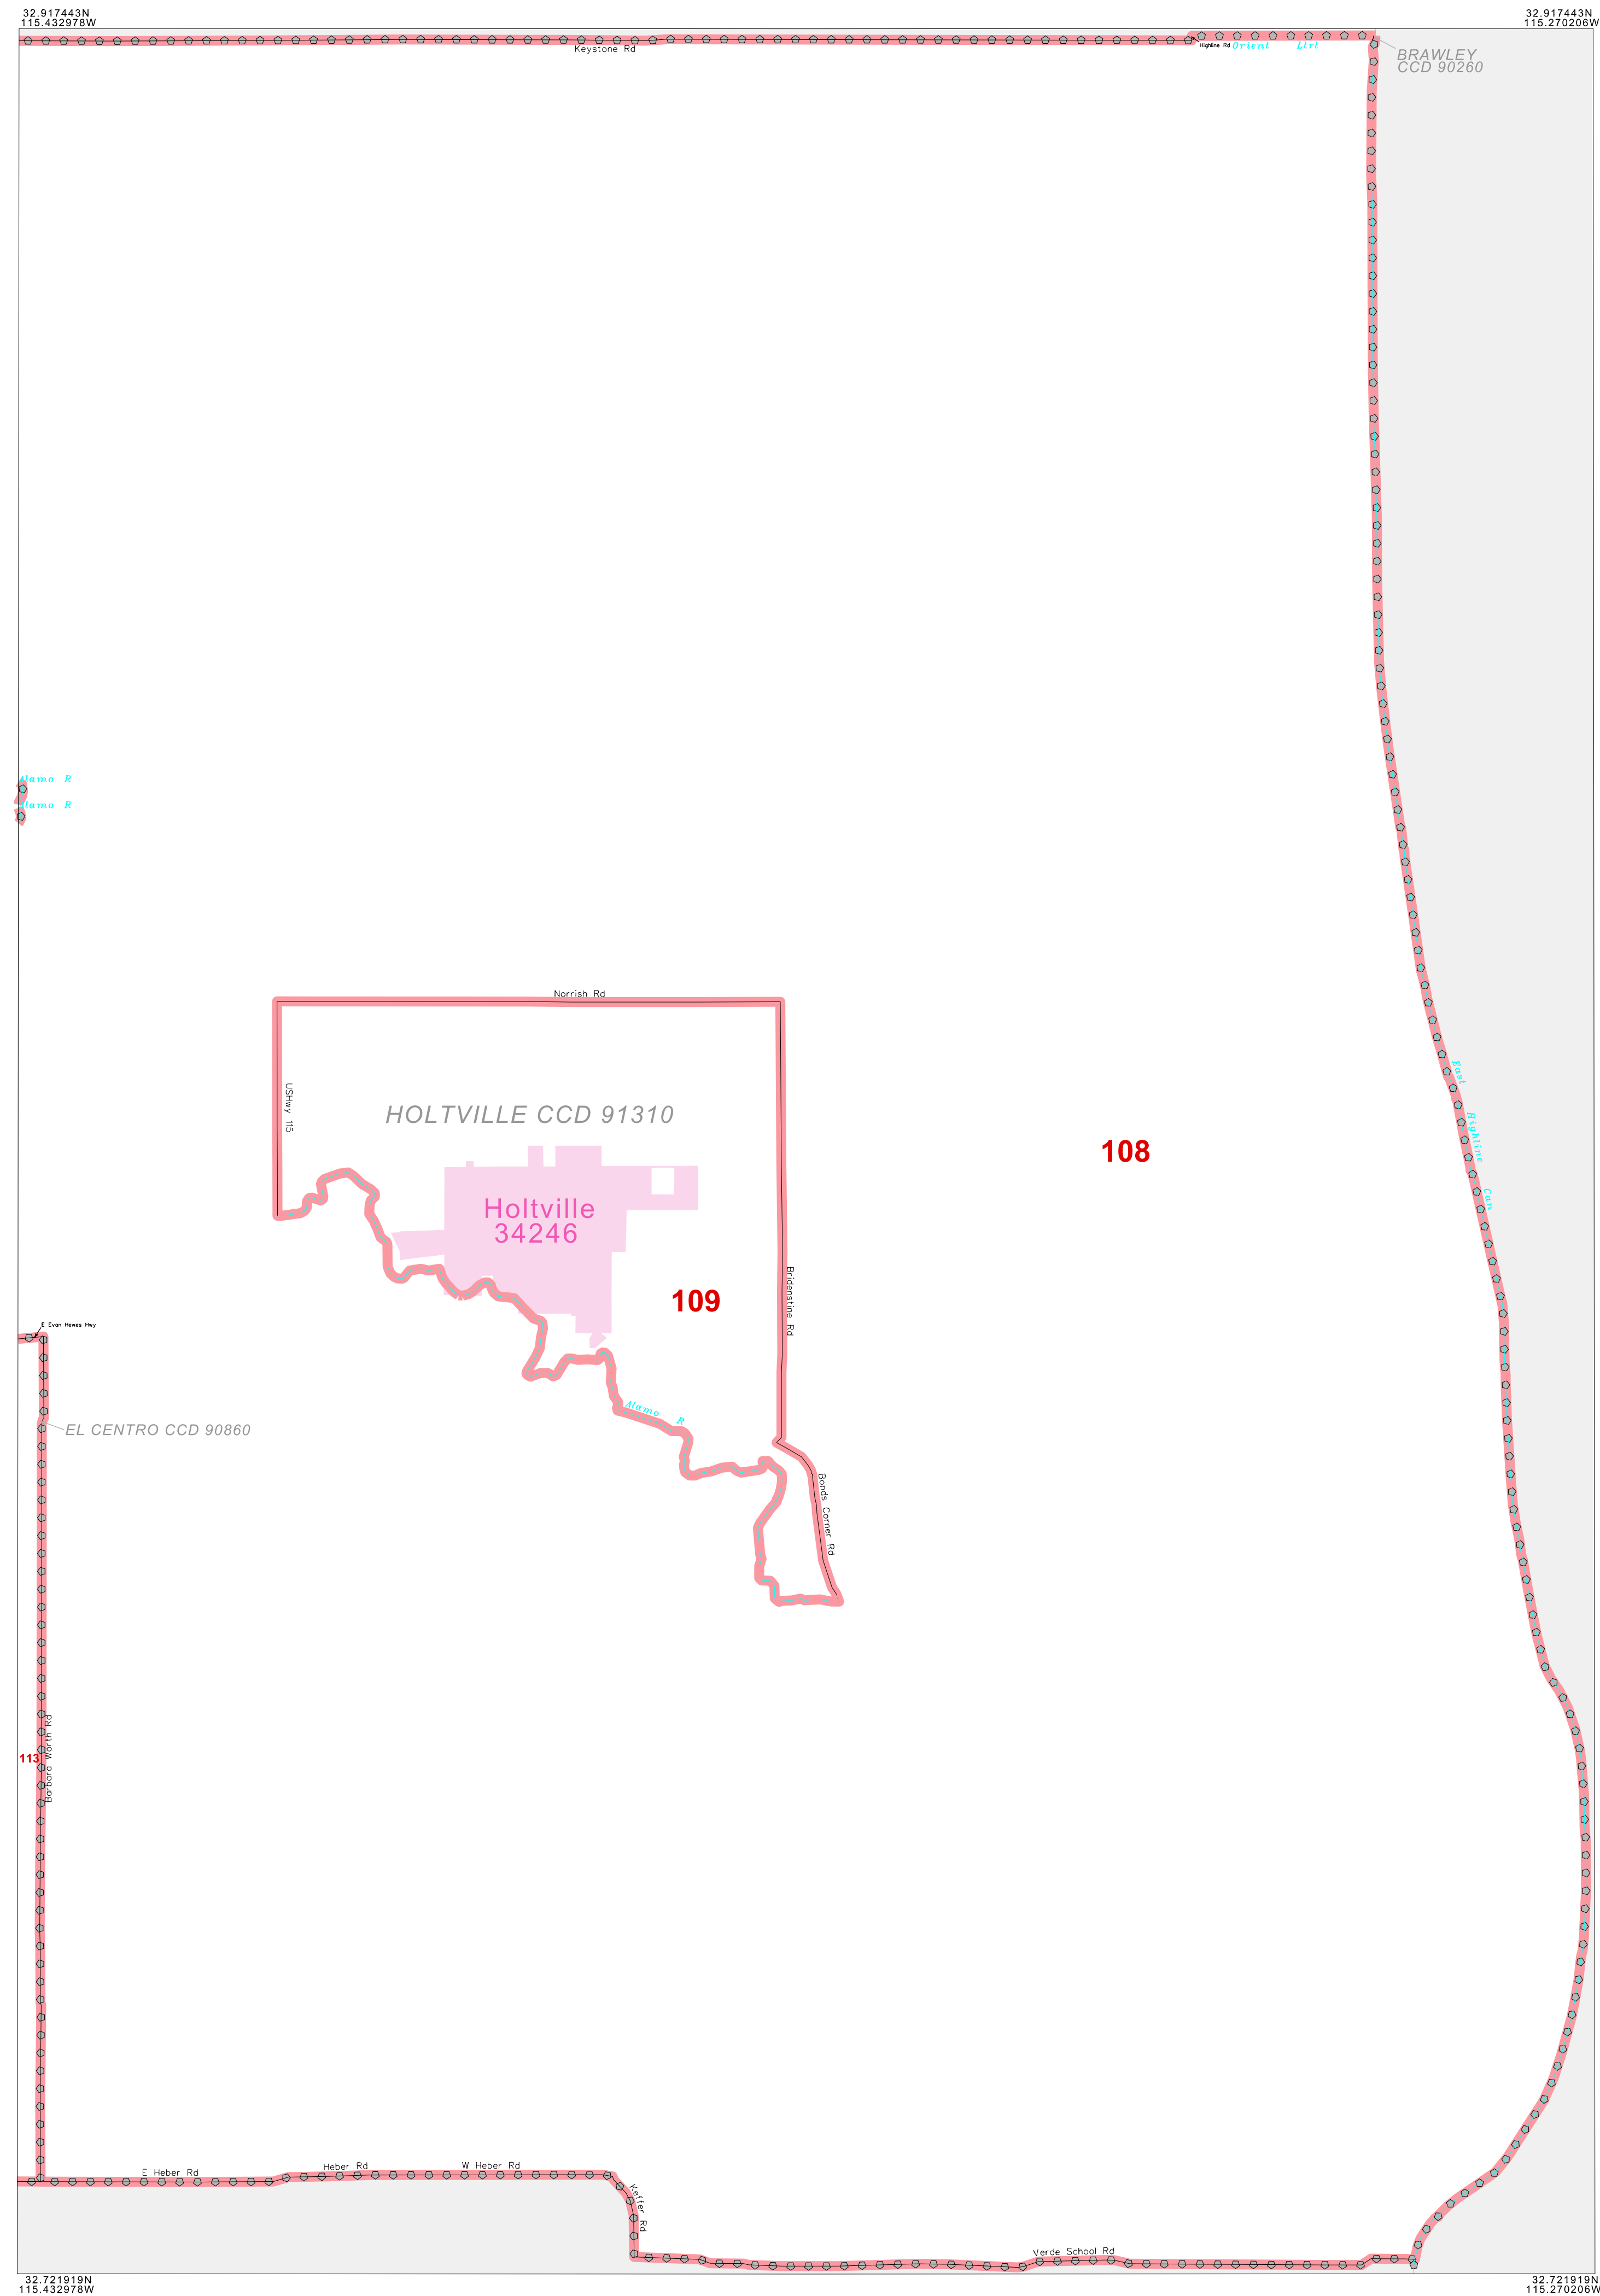 32.917443N
115.432978W
32.917443N
115.270206W
Keystone Rd
Highline Rd
Orient Ltrl
BRAWLEY
CCD 90260
Alamo R
Alamo R
Norrish Rd
USHwy 115
HOLTVILLE CCD 91310
108
East Highline Can
Holtville
34246
109
Bridenstine Rd
E Evan Hewes Hwy
EL CENTRO CCD 90860
Alamo R
Bonds Corner Rd
113
Barbara Worth Rd
E Heber Rd
Heber Rd
W Heber Rd
Keffer Rd
Verde School Rd
32.721919N
115.432978W
32.721919N
115.270206W